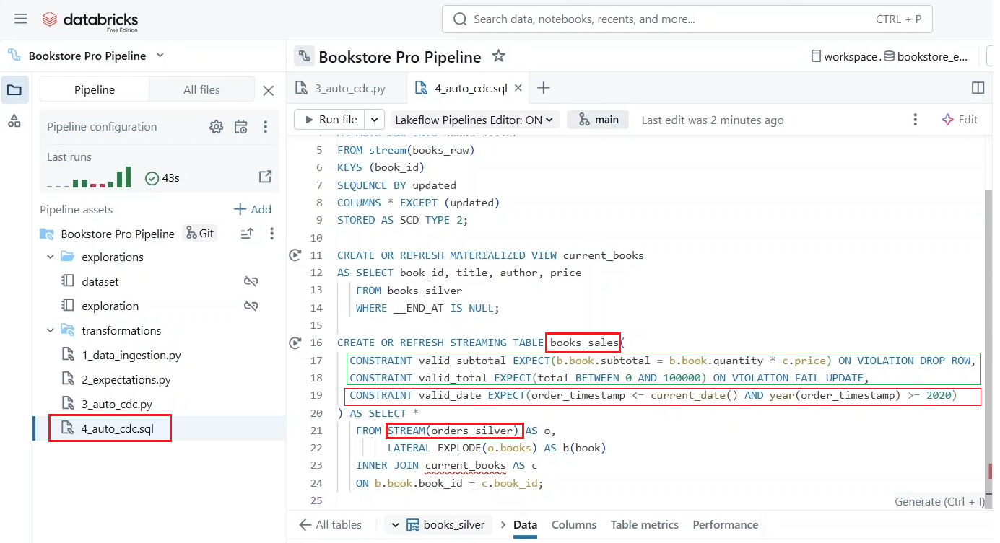 databricks
Free Edition
Search data, notebooks, recents, and more...
CTRL + P
Bookstore Pro Pipeline
Bookstore Pro Pipeline
workspace.
bookstore_e...
Pipeline
All files
3_auto_cdc.py
4_auto_cdc.sql
Pipeline configuration
Run file
Lakeflow Pipelines Editor: ON
main
Last edit was 2 minutes ago
Edit
Last runs
43s
Pipeline assets
Add
Bookstore Pro Pipeline
Git
explorations
dataset
exploration
transformations
1_data_ingestion.py
2_expectations.py
3_auto_cdc.py
4_auto_cdc.sql
4 AS AUTO CDC INTO books_silver
5 FROM stream(books_raw)
6 KEYS (book_id)
7 SEQUENCE BY updated
8 COLUMNS * EXCEPT (updated)
9 STORED AS SCD TYPE 2;
10
11 CREATE OR REFRESH MATERIALIZED VIEW current_books
12 AS SELECT book_id, title, author, price
13 FROM books_silver
14 WHERE __END_AT IS NULL;
15
16 CREATE OR REFRESH STREAMING TABLE books_sales(
17 CONSTRAINT valid_subtotal EXPECT(b.book.subtotal = b.book.quantity * c.price) ON VIOLATION DROP ROW,
18 CONSTRAINT valid_total EXPECT(total BETWEEN 0 AND 100000) ON VIOLATION FAIL UPDATE,
19 CONSTRAINT valid_date EXPECT(order_timestamp <= current_date() AND year(order_timestamp) >= 2020)
20 ) AS SELECT *
21 FROM STREAM(orders_silver) AS o,
22 LATERAL EXPLODE(o.books) AS b(book)
23 INNER JOIN current_books AS c
24 ON b.book.book_id = c.book_id;
25
Generate (Ctrl + I)
All tables
books_silver
Data
Columns
Table metrics
Performance